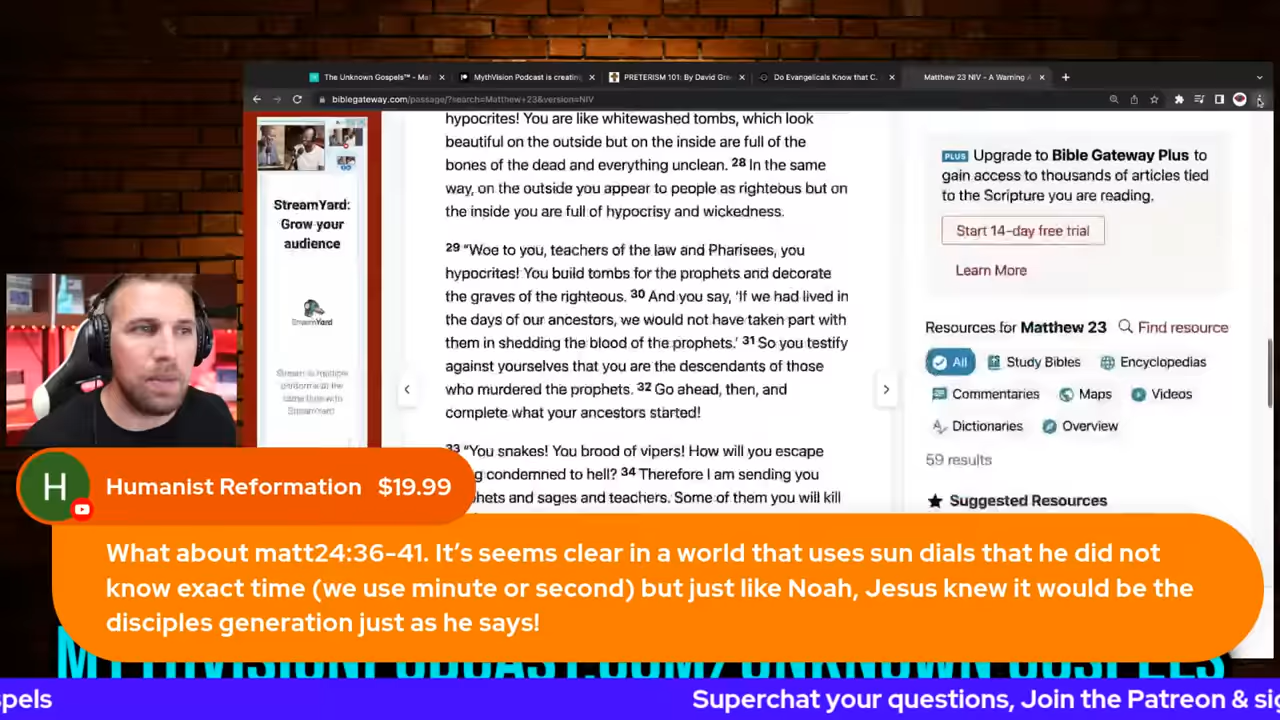 The Unknown Gospels™ - Mat
MythVision Podcast is creatin
PRETERISM 101: By David Gre
Do Evangelicals Know that C.
Matthew 23 NIV - A Warning A
biblegateway.com/passage/?search=Matthew+23&version=NIV
StreamYard:
Grow your
audience
StreamYard
hypocrites! You are like whitewashed tombs, which look
beautiful on the outside but on the inside are full of the
bones of the dead and everything unclean. 28 In the same
way, on the outside you appear to people as righteous but on
the inside you are full of hypocrisy and wickedness.
29 “Woe to you, teachers of the law and Pharisees, you
hypocrites! You build tombs for the prophets and decorate
the graves of the righteous. 30 And you say, ‘If we had lived in
the days of our ancestors, we would not have taken part with
them in shedding the blood of the prophets.’ 31 So you testify
against yourselves that you are the descendants of those
who murdered the prophets. 32 Go ahead, then, and
complete what your ancestors started!
33 “You snakes! You brood of vipers! How will you escape
g condemned to hell? 34 Therefore I am sending you
hets and sages and teachers. Some of them you will kill
PLUS Upgrade to Bible Gateway Plus to
gain access to thousands of articles tied
to the Scripture you are reading.
Start 14-day free trial
Learn More
Resources for Matthew 23 Find resource
All Study Bibles Encyclopedias
Commentaries Maps Videos
Dictionaries Overview
59 results
Suggested Resources
H Humanist Reformation $19.99
What about matt24:36-41. It’s seems clear in a world that uses sun dials that he did not
know exact time (we use minute or second) but just like Noah, Jesus knew it would be the
disciples generation just as he says!
MYTHVISIONPODCAST.COM/UNKNOWN GOSPELS
spels Superchat your questions, Join the Patreon & sig